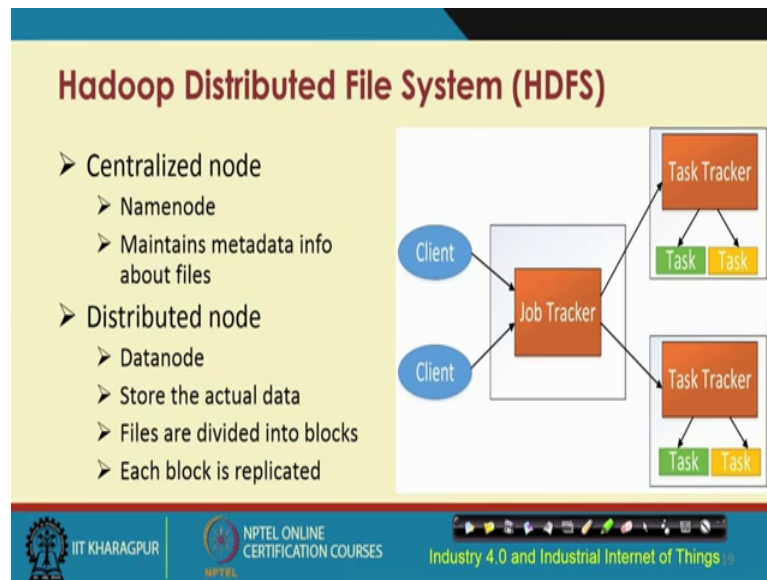 Hadoop Distributed File System (HDFS)
➢ Centralized node
➢ Namenode
➢ Maintains metadata info
about files
➢ Distributed node
➢ Datanode
➢ Store the actual data
➢ Files are divided into blocks
➢ Each block is replicated
Client
Client
Job Tracker
Task Tracker
Task
Task
Task Tracker
Task
Task
IIT KHARAGPUR
NPTEL
NPTEL ONLINE
CERTIFICATION COURSES
Industry 4.0 and Industrial Internet of Things
19